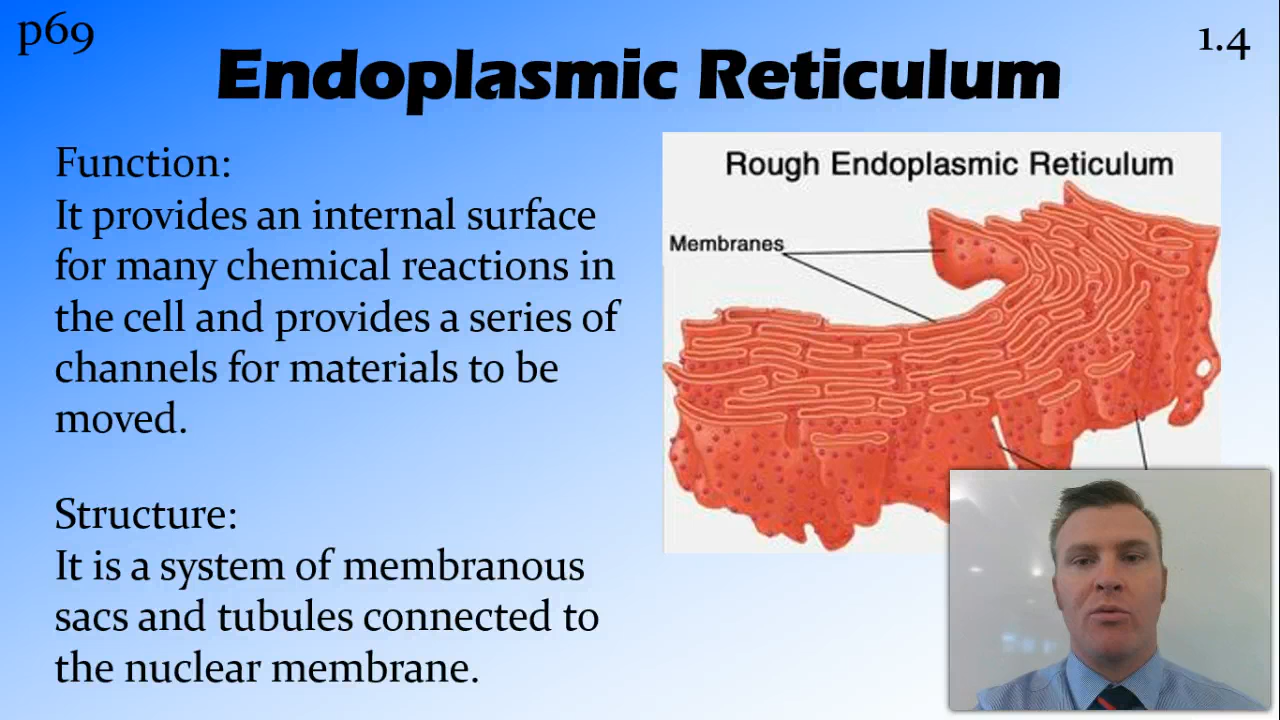 p69
1.4
Endoplasmic Reticulum
Function:
It provides an internal surface
for many chemical reactions in
the cell and provides a series of
channels for materials to be
moved.
Structure:
It is a system of membranous
sacs and tubules connected to
the nuclear membrane.
Rough Endoplasmic Reticulum
Membranes